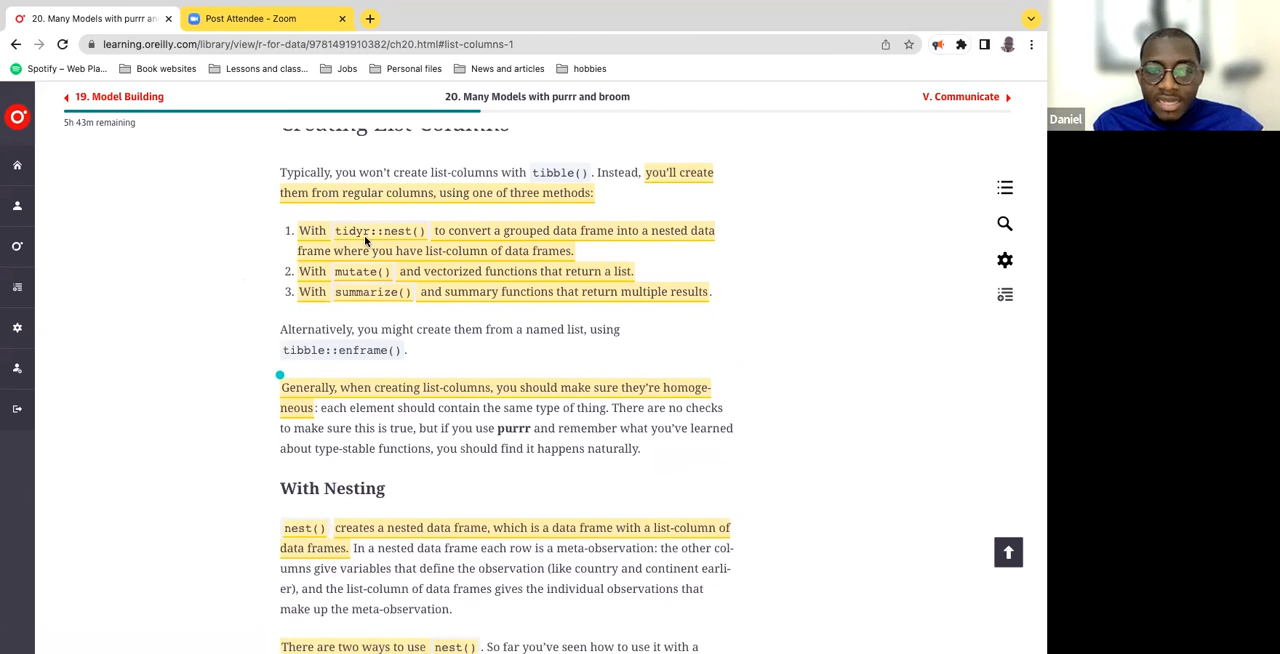 20. Many Models with purrr an
Post Attendee - Zoom
learning.oreilly.com/library/view/r-for-data/9781491910382/ch20.html#list-columns-1
Spotify – Web Pla...
Book websites
Lessons and class...
Jobs
Personal files
News and articles
hobbies
19. Model Building
20. Many Models with purrr and broom
V. Communicate
Daniel
5h 43m remaining
Creating List-Columns
Typically, you won't create list-columns with tibble(). Instead, you'll create
them from regular columns, using one of three methods:
1. With tidyr::nest() to convert a grouped data frame into a nested data
frame where you have list-column of data frames.
2. With mutate() and vectorized functions that return a list.
3. With summarize() and summary functions that return multiple results.
Alternatively, you might create them from a named list, using
tibble::enframe().
Generally, when creating list-columns, you should make sure they're homoge-
neous: each element should contain the same type of thing. There are no checks
to make sure this is true, but if you use purrr and remember what you've learned
about type-stable functions, you should find it happens naturally.
With Nesting
nest() creates a nested data frame, which is a data frame with a list-column of
data frames. In a nested data frame each row is a meta-observation: the other col-
umns give variables that define the observation (like country and continent earli-
er), and the list-column of data frames gives the individual observations that
make up the meta-observation.
There are two ways to use nest(). So far you've seen how to use it with a